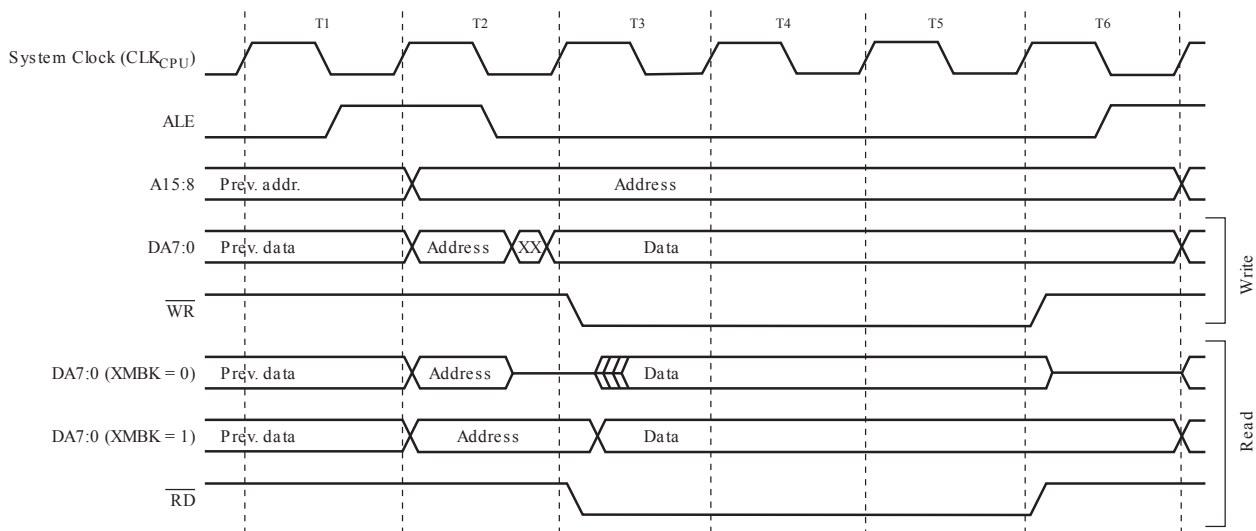 T1 T2 T3 T4 T5 T6
System Clock (CLKCPU)
ALE
A15:8 Prev. addr. Address
DA7:0 Prev. data Address XX Data
WR
Write
DA7:0 (XMBK = 0) Prev. data Address Data
DA7:0 (XMBK = 1) Prev. data Address Data
RD
Read